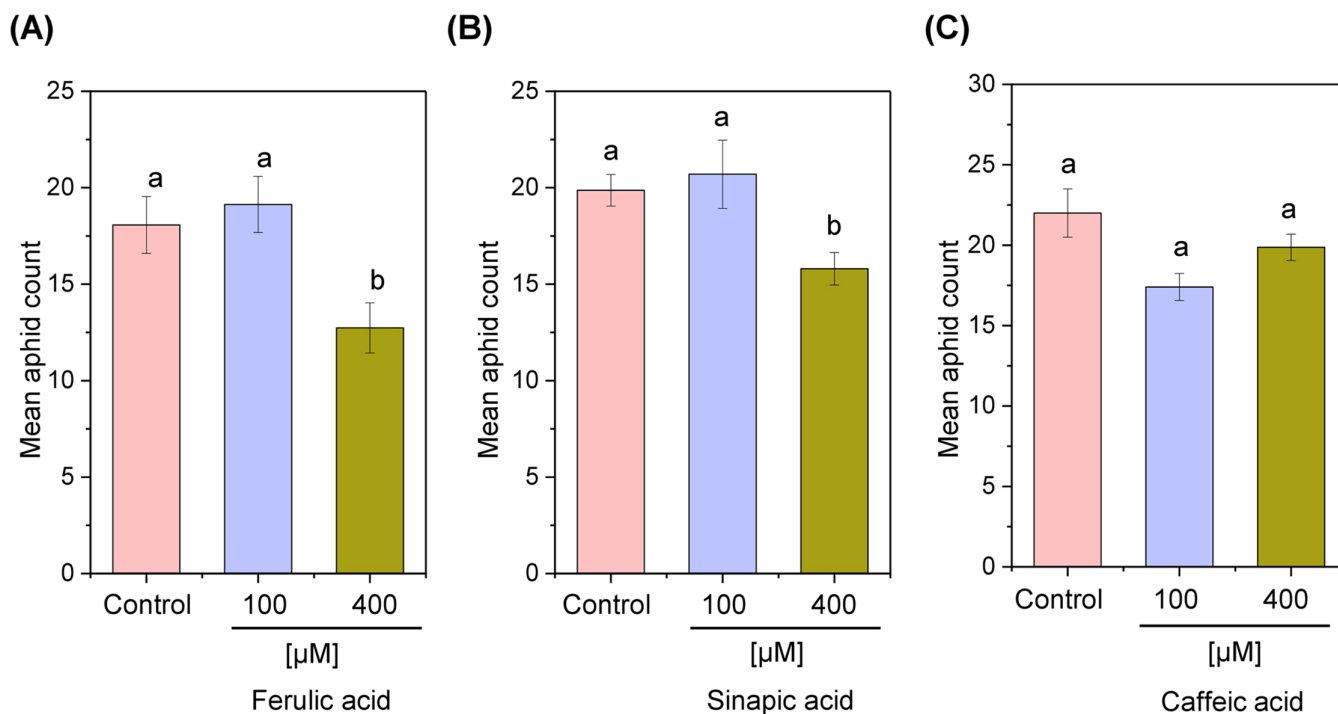 (A)
Mean aphid count
25
20
15
10
5
0
a
a
b
Control
100
400
[µM]
Ferulic acid
(B)
Mean aphid count
25
20
15
10
5
0
a
a
b
Control
100
400
[µM]
Sinapic acid
(C)
Mean aphid count
30
25
20
15
10
5
0
a
a
a
Control
100
400
[µM]
Caffeic acid